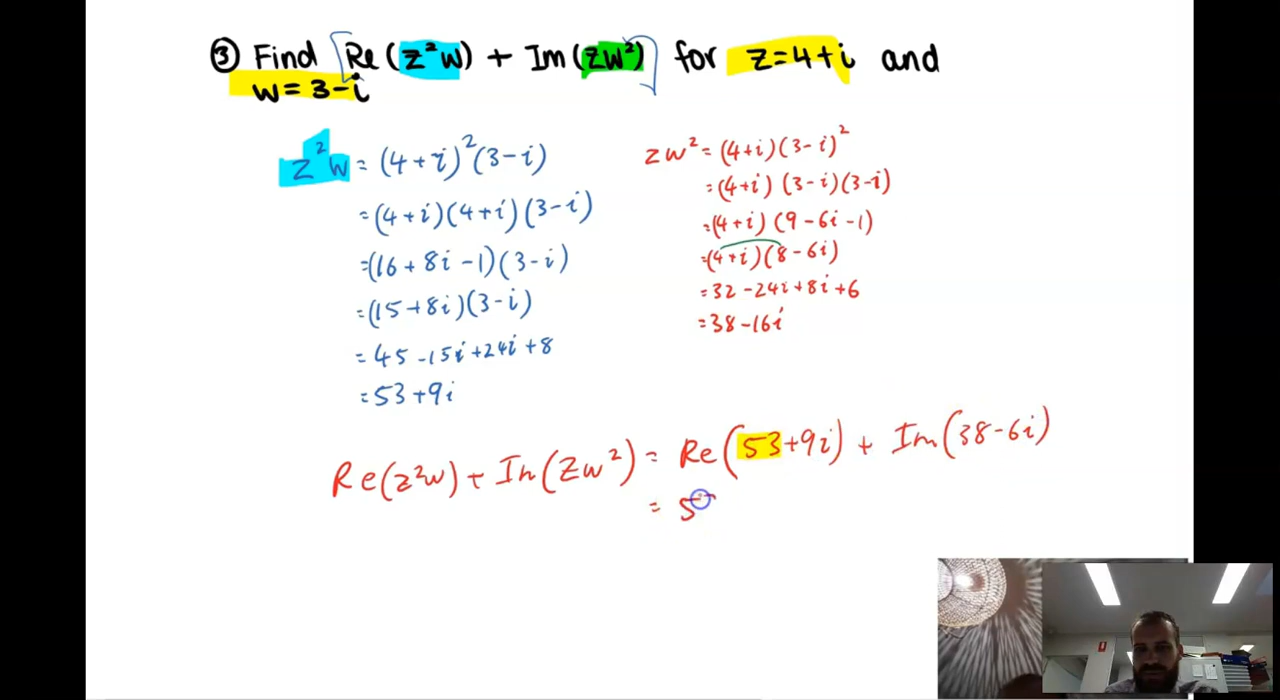 ③ Find Re(z²w) + Im(zw²) for z=4+i and
w=3-i
z²w = (4+i)²(3-i)
=(4+i)(4+i)(3-i)
=(16+8i-1)(3-i)
=(15+8i)(3-i)
=45-15i+24i+8
=53+9i
zw²=(4+i)(3-i)²
=(4+i)(3-i)(3-i)
=(4+i)(9-6i-1)
=(4+i)(8-6i)
=32-24i+8i+6
=38-16i
Re(z²w)+Im(zw²) = Re(53+9i) + Im(38-6i)
= 5